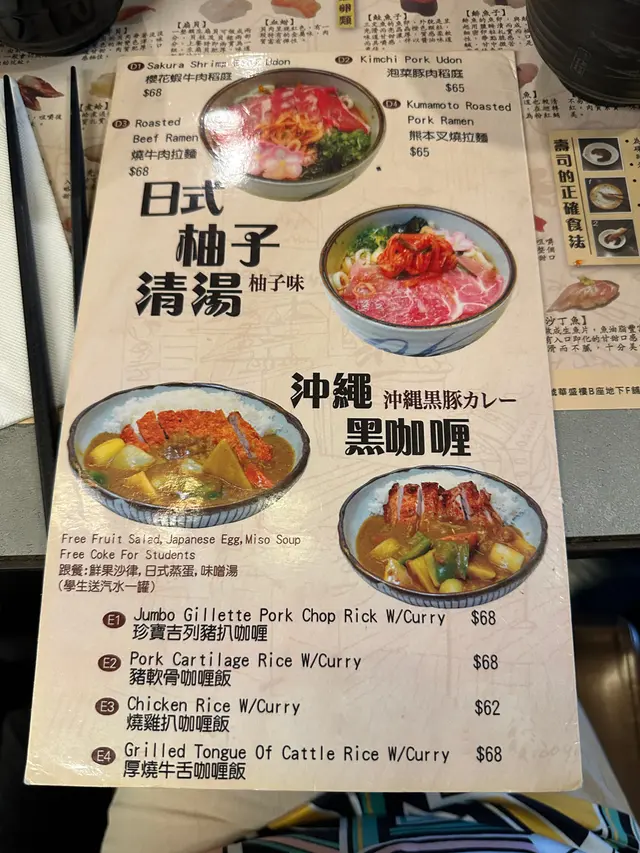 D1 Sakura Shrimp Udon
櫻花蝦牛肉稻庭
$68
D2 Kimchi Pork Udon
泡菜豚肉稻庭
$65
D3 Roasted
Beef Ramen
燒牛肉拉麵
$68
D4 Kumamoto Roasted
Pork Ramen
熊本叉燒拉麵
$65
日式
柚子
清湯 柚子味
沖繩 沖縄黒豚カレー
黑咖喱
Free Fruit Salad, Japanese Egg, Miso Soup
Free Coke For Students
跟餐:鮮果沙律,日式蒸蛋,味噌湯
(學生送汽水一罐)
E1 Jumbo Gillette Pork Chop Rick W/Curry $68
珍寶吉列豬扒咖喱
E2 Pork Cartilage Rice W/Curry $68
豬軟骨咖喱飯
E3 Chicken Rice W/Curry $62
燒雞扒咖喱飯
E4 Grilled Tongue Of Cattle Rice W/Curry $68
厚燒牛舌咖喱飯
壽司的正確食法